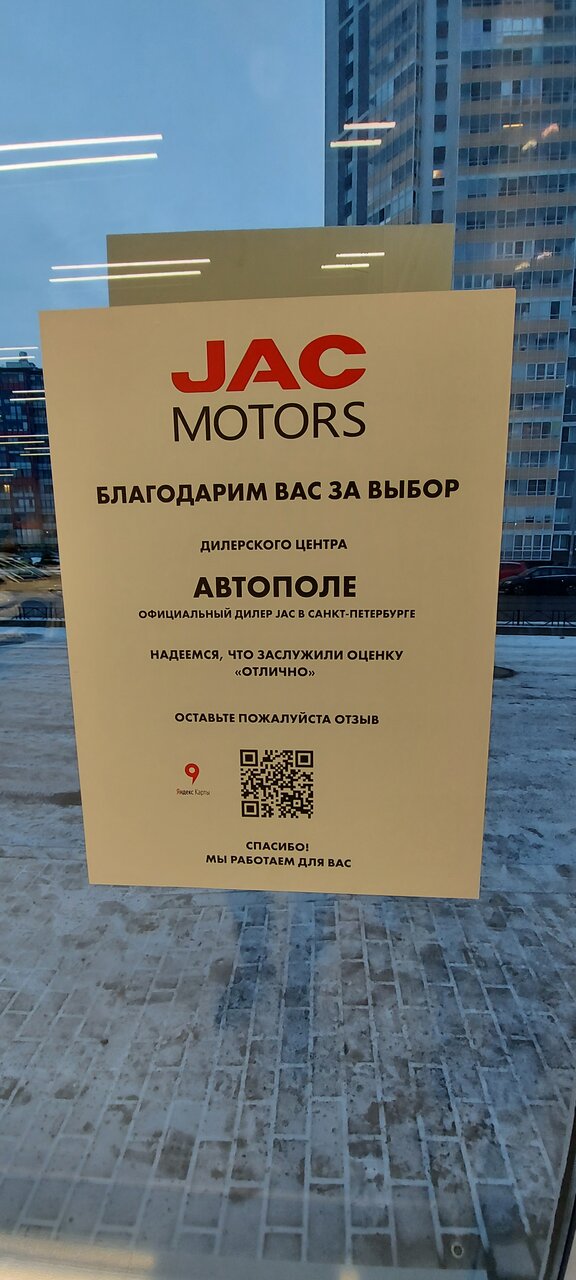 JAC
MOTORS
БЛАГОДАРИМ ВАС ЗА ВЫБОР
ДИЛЕРСКОГО ЦЕНТРА
АВТОПОЛЕ
ОФИЦИАЛЬНЫЙ ДИЛЕР JAC В САНКТ-ПЕТЕРБУРГЕ
НАДЕЕМСЯ, ЧТО ЗАСЛУЖИЛИ ОЦЕНКУ
«ОТЛИЧНО»
ОСТАВЬТЕ ПОЖАЛУЙСТА ОТЗЫВ
Яндекс Карты
СПАСИБО!
МЫ РАБОТАЕМ ДЛЯ ВАС